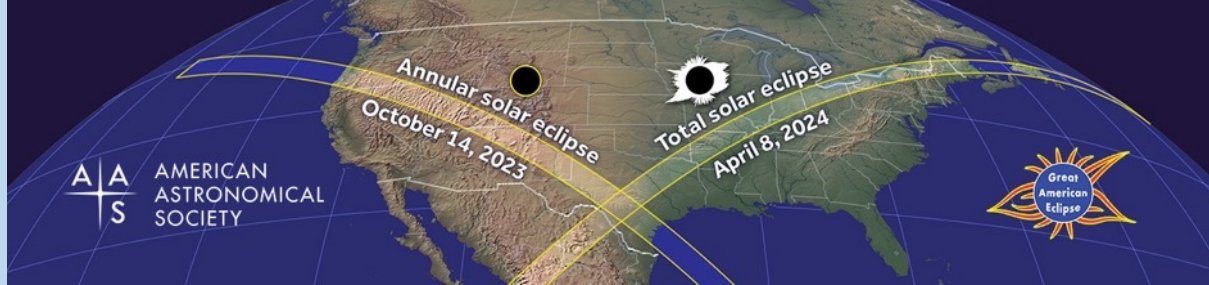 Annular solar eclipse
October 14, 2023
Total solar eclipse
April 8, 2024
A A
S
AMERICAN
ASTRONOMICAL
SOCIETY
Great
American
Eclipse